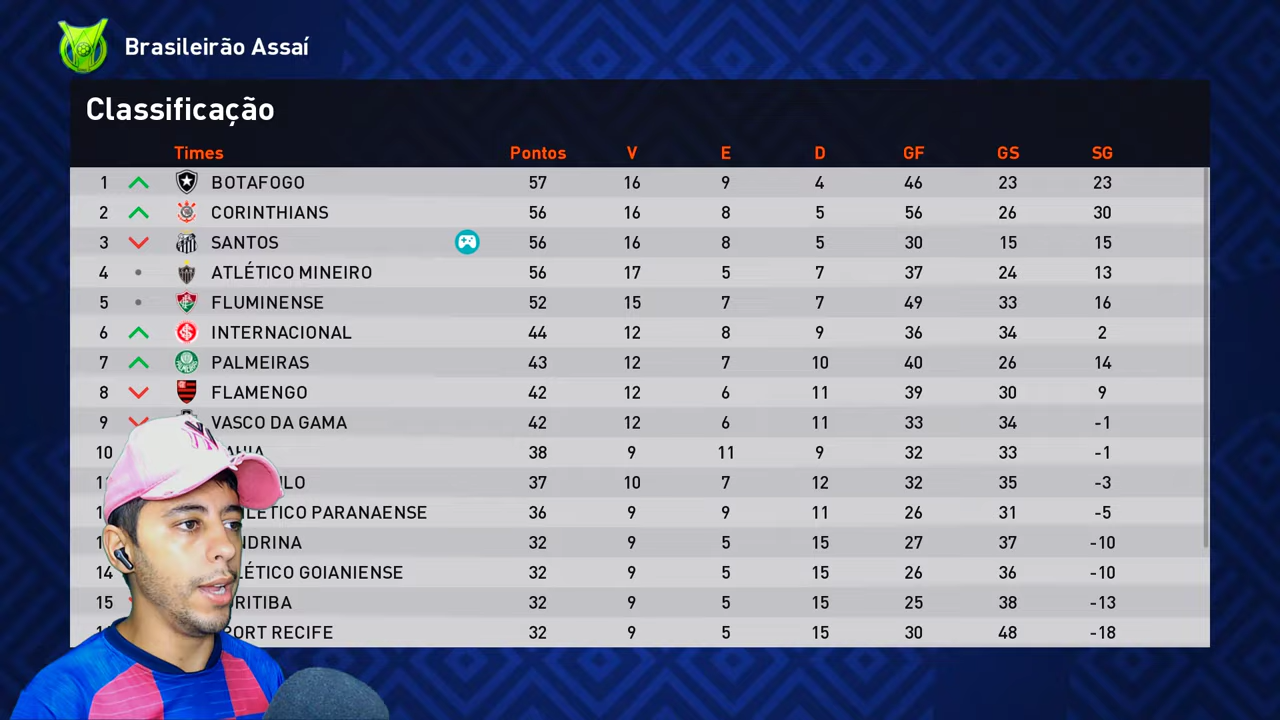 Brasileirão Assaí
Classificação
Times Pontos V E D GF GS SG
1 BOTAFOGO 57 16 9 4 46 23 23
2 CORINTHIANS 56 16 8 5 56 26 30
3 SANTOS 56 16 8 5 30 15 15
4 ATLÉTICO MINEIRO 56 17 5 7 37 24 13
5 FLUMINENSE 52 15 7 7 49 33 16
6 INTERNACIONAL 44 12 8 9 36 34 2
7 PALMEIRAS 43 12 7 10 40 26 14
8 FLAMENGO 42 12 6 11 39 30 9
9 VASCO DA GAMA 42 12 6 11 33 34 -1
10 38 9 11 9 32 33 -1
37 10 7 12 32 35 -3
PARANAENSE 36 9 9 11 26 31 -5
32 9 5 15 27 37 -10
14 GOIANIENSE 32 9 5 15 26 36 -10
15 32 9 5 15 25 38 -13
RECIFE 32 9 5 15 30 48 -18